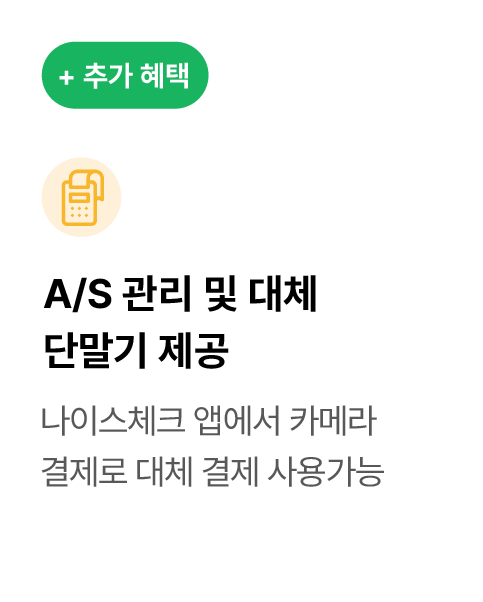 + 추가 혜택
A/S 관리 및 대체
단말기 제공
나이스체크 앱에서 카메라
결제로 대체 결제 사용가능